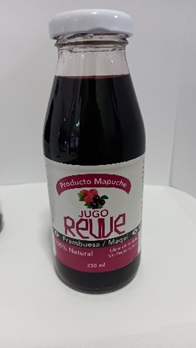 Producto Mapuche
JUGO
REWE
Frambuesa / Maqui
100% Natural
250 ml